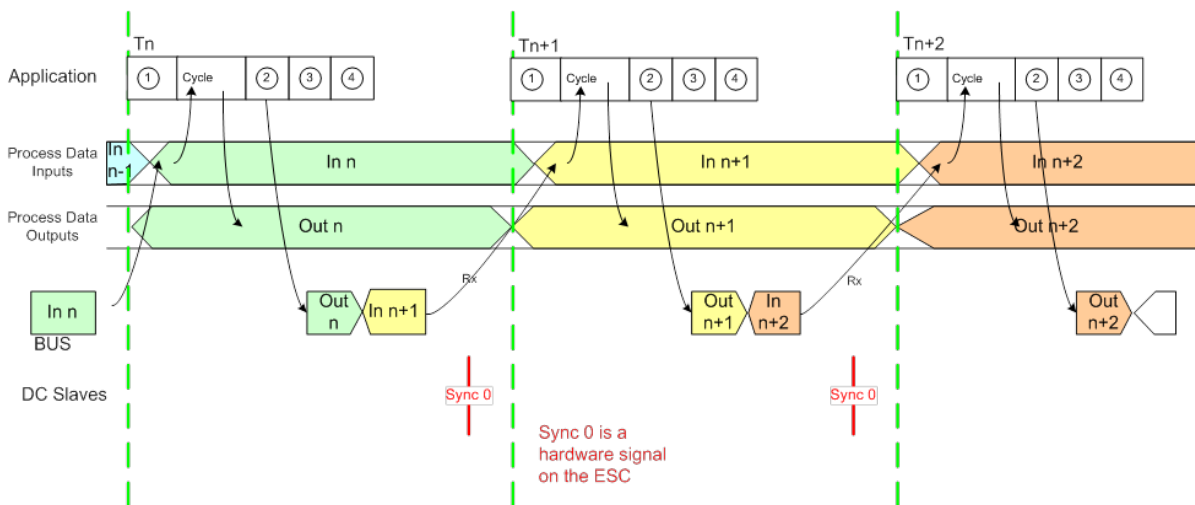 Tn
Tn+1
Tn+2
Application
① Cycle ② ③ ④
① Cycle ② ③ ④
① Cycle ② ③ ④
Process Data
Inputs
In
n-1
In n
In n+1
In n+2
Process Data
Outputs
Out n
Out n+1
Out n+2
Rx
Rx
In n
BUS
Out
n
In n+1
Out
n+1
In
n+2
Out
n+2
DC Slaves
Sync 0
Sync 0
Sync 0 is a
hardware signal
on the ESC